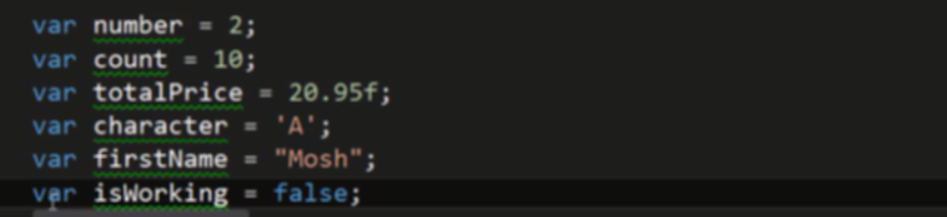 var number = 2;
var count = 10;
var totalPrice = 20.95f;
var character = 'A';
var firstName = "Mosh";
var isWorking = false;